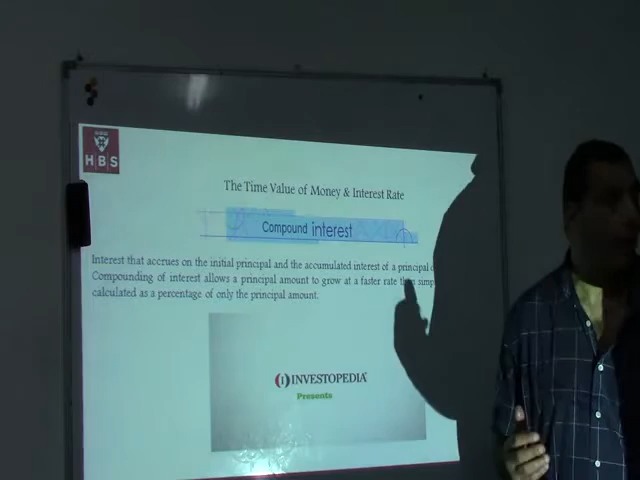 HBS
The Time Value of Money & Interest Rate
Compound interest
Interest that accrues on the initial principal and the accumulated interest of a principal
Compounding of interest allows a principal amount to grow at a faster rate than
calculated as a percentage of only the principal amount.
INVESTOPEDIA
Presents